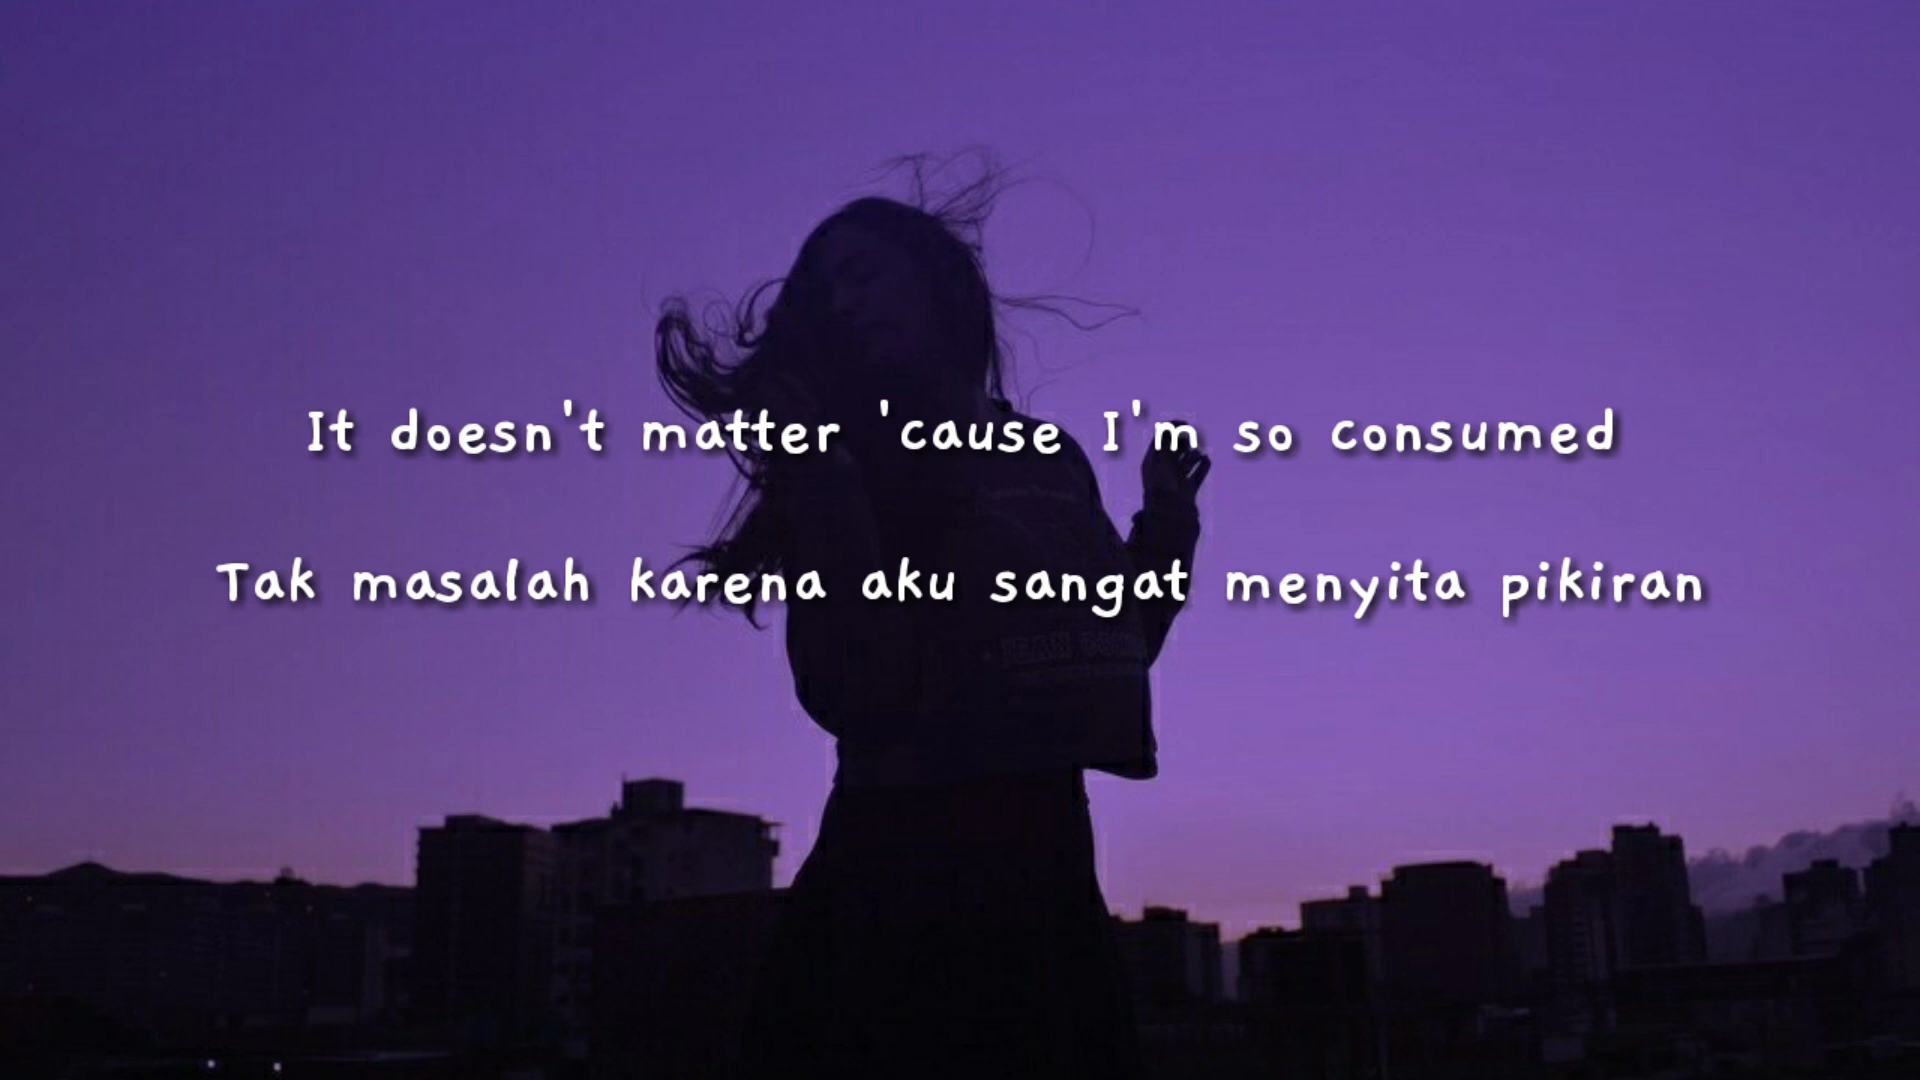 It doesn't matter 'cause I'm so consumed
Tak masalah karena aku sangat menyita pikiran